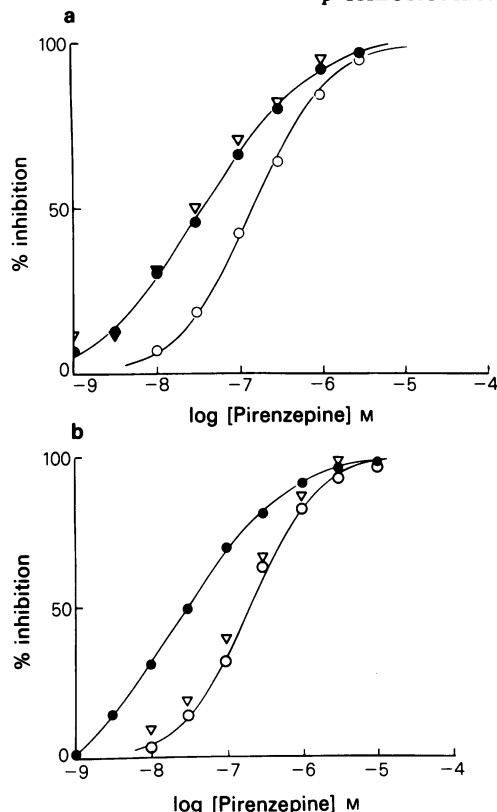 a
100
50
0
% inhibition
−9 −8 −7 −6 −5 −4
log [Pirenzepine] M
b
100
50
0
% inhibition
−9 −8 −7 −6 −5 −4
log [Pirenzepine] M